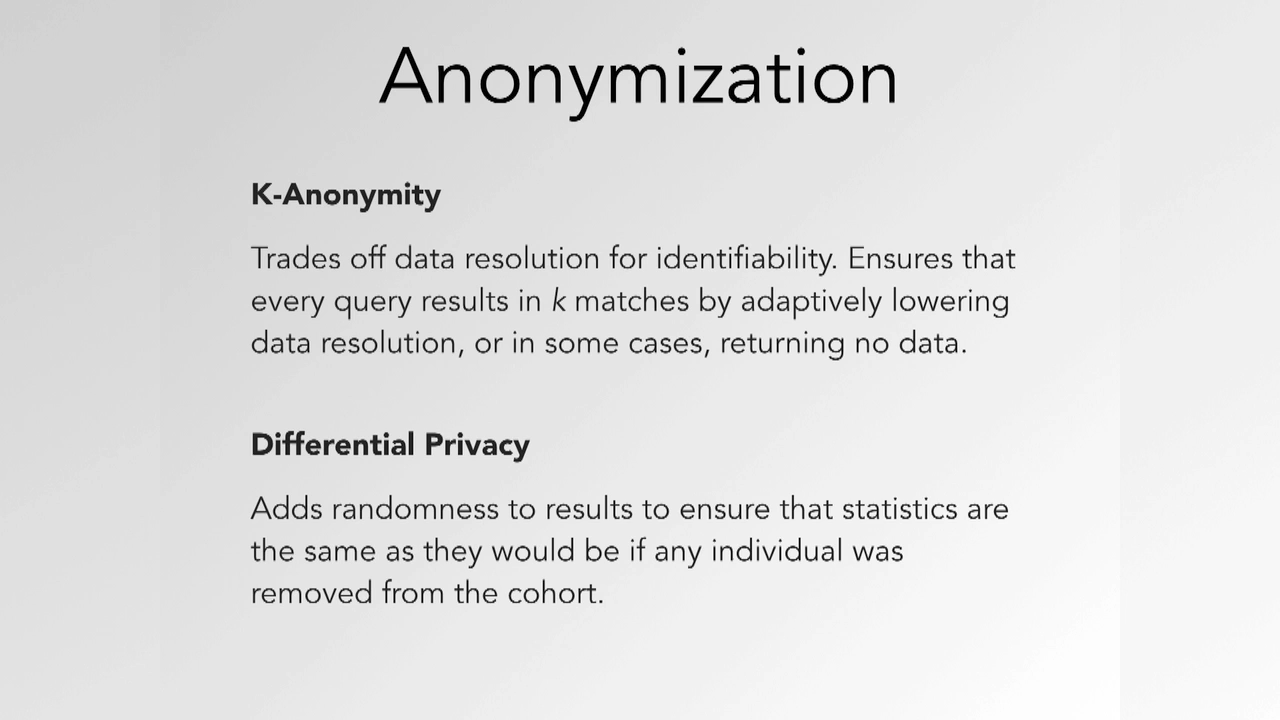 Anonymization
K-Anonymity
Trades off data resolution for identifiability. Ensures that
every query results in k matches by adaptively lowering
data resolution, or in some cases, returning no data.
Differential Privacy
Adds randomness to results to ensure that statistics are
the same as they would be if any individual was
removed from the cohort.